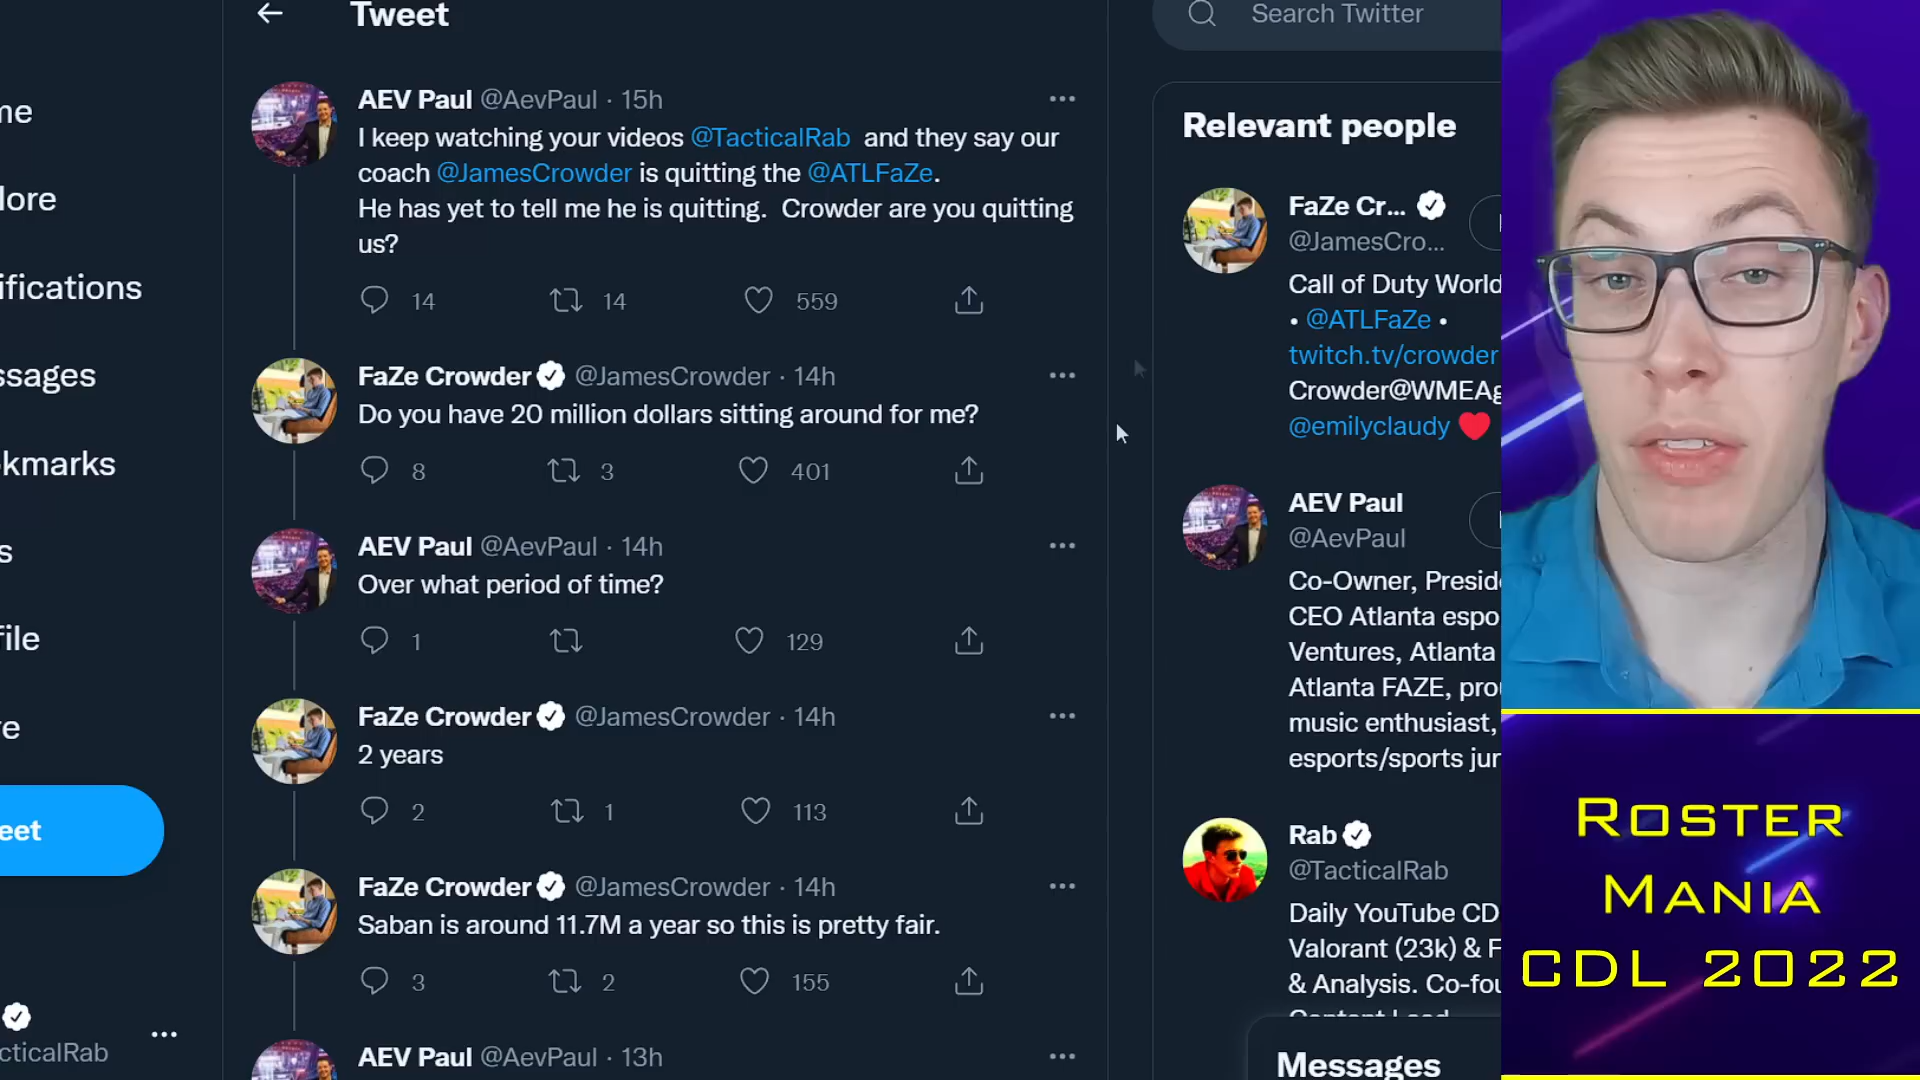 Tweet
Search Twitter
me
lore
ifications
ssages
kmarks
s
file
re
eet
cticalRab
AEV Paul @AevPaul · 15h
I keep watching your videos @TacticalRab and they say our
coach @JamesCrowder is quitting the @ATLFaZe.
He has yet to tell me he is quitting. Crowder are you quitting
us?
14 14 559
FaZe Crowder @JamesCrowder · 14h
Do you have 20 million dollars sitting around for me?
8 3 401
AEV Paul @AevPaul · 14h
Over what period of time?
1 129
FaZe Crowder @JamesCrowder · 14h
2 years
2 1 113
FaZe Crowder @JamesCrowder · 14h
Saban is around 11.7M a year so this is pretty fair.
3 2 155
AEV Paul @AevPaul · 13h
Relevant people
FaZe Cr...
@JamesCro...
Call of Duty World
• @ATLFaZe •
twitch.tv/crowder
Crowder@WMEAg
@emilyclaudy
AEV Paul
@AevPaul
Co-Owner, Preside
CEO Atlanta espo
Ventures, Atlanta
Atlanta FAZE, prou
music enthusiast,
esports/sports jun
Rab
@TacticalRab
Daily YouTube CD
Valorant (23k) & F
& Analysis. Co-fou
Content Lead
Messages
ROSTER
MANIA
CDL 2022